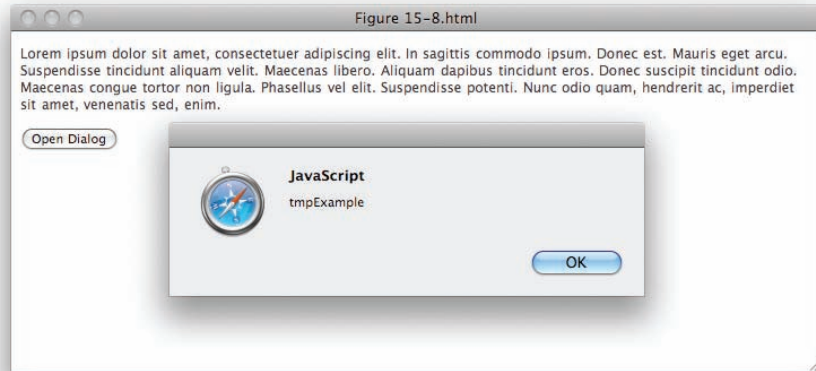 Figure 15-8.html
Lorem ipsum dolor sit amet, consectetuer adipiscing elit. In sagittis commodo ipsum. Donec est. Mauris eget arcu.
Suspendisse tincidunt aliquam velit. Maecenas libero. Aliquam dapibus tincidunt eros. Donec suscipit tincidunt odio.
Maecenas congue tortor non ligula. Phasellus vel elit. Suspendisse potenti. Nunc odio quam, hendrerit ac, imperdiet
sit amet, venenatis sed, enim.
Open Dialog
JavaScript
tmpExample
OK